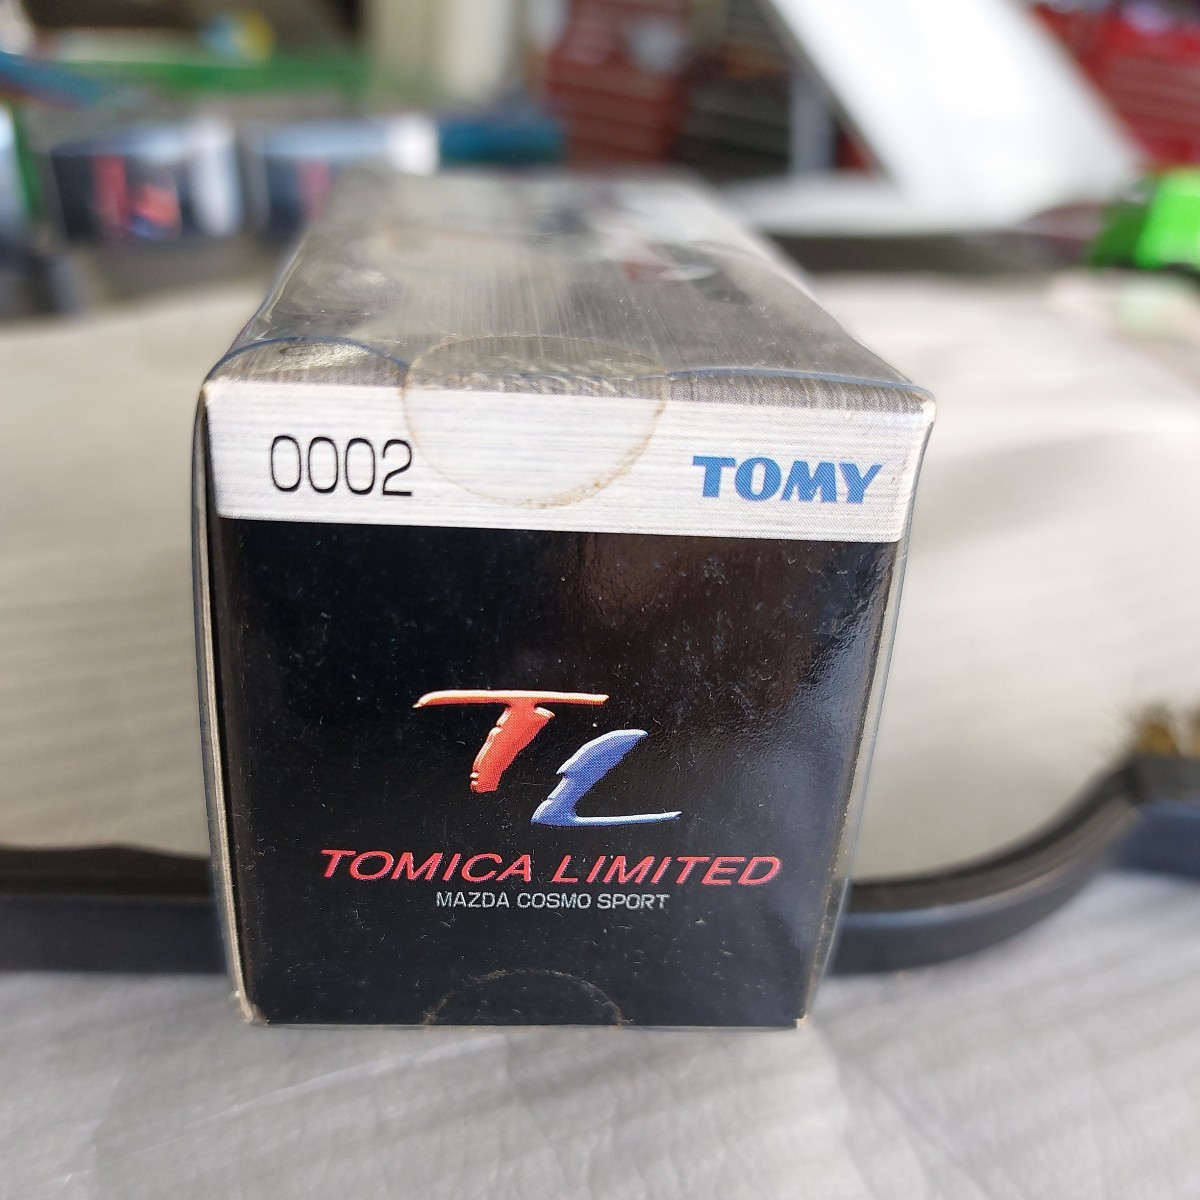 0002
TOMY
TL
TOMICA LIMITED
MAZDA COSMO SPORT